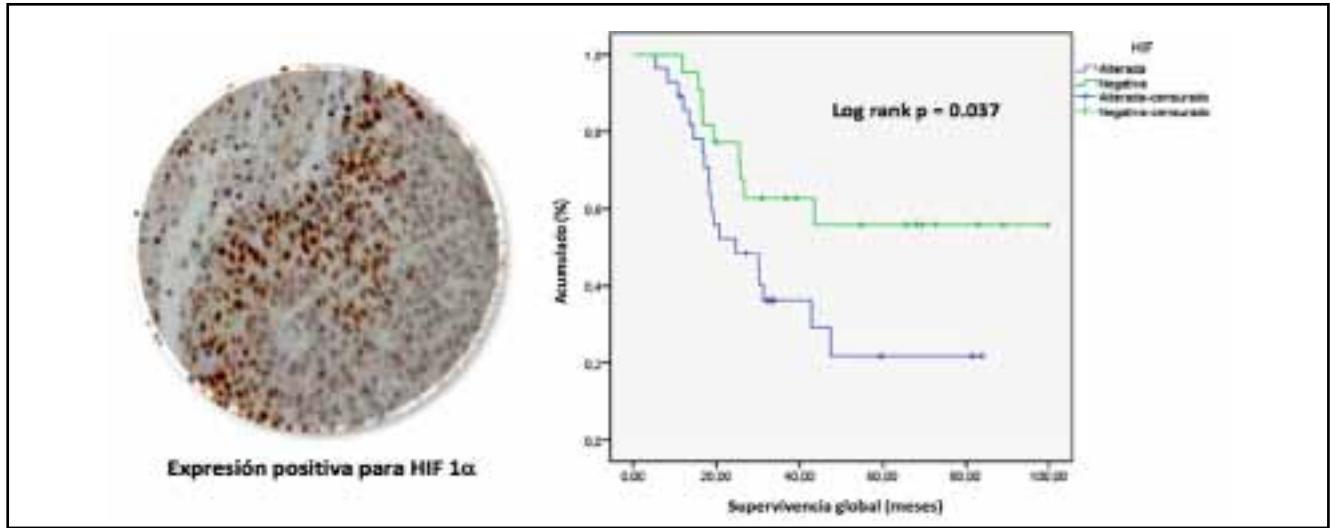 Expresión positiva para HIF 1α
Acumulado (%)
1,0
0,8
0,6
0,4
0,2
0,0
Log rank p = 0.037
0,00 20,00 40,00 60,00 80,00 100,00
Supervivencia global (meses)
HIF
Alterada
Negativa
Alterada-censurado
Negativa-censurado